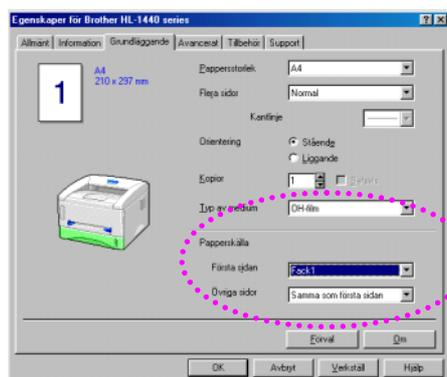 Egenskaper för Brother HL-1440 series
Allmänt Information Grundläggande Avancerat Tillbehör Support
1
A4
210 x 297 mm
Pappersstorlek A4
Flera sidor Normal
Kantlinje
Orientering Stående
Liggande
Kopior 1
Typ av medium OH-film
Papperskälla
Första sidan Fack1
Övriga sidor Samma som första sidan
Förval Om
OK Avbryt Verkställ Hjälp